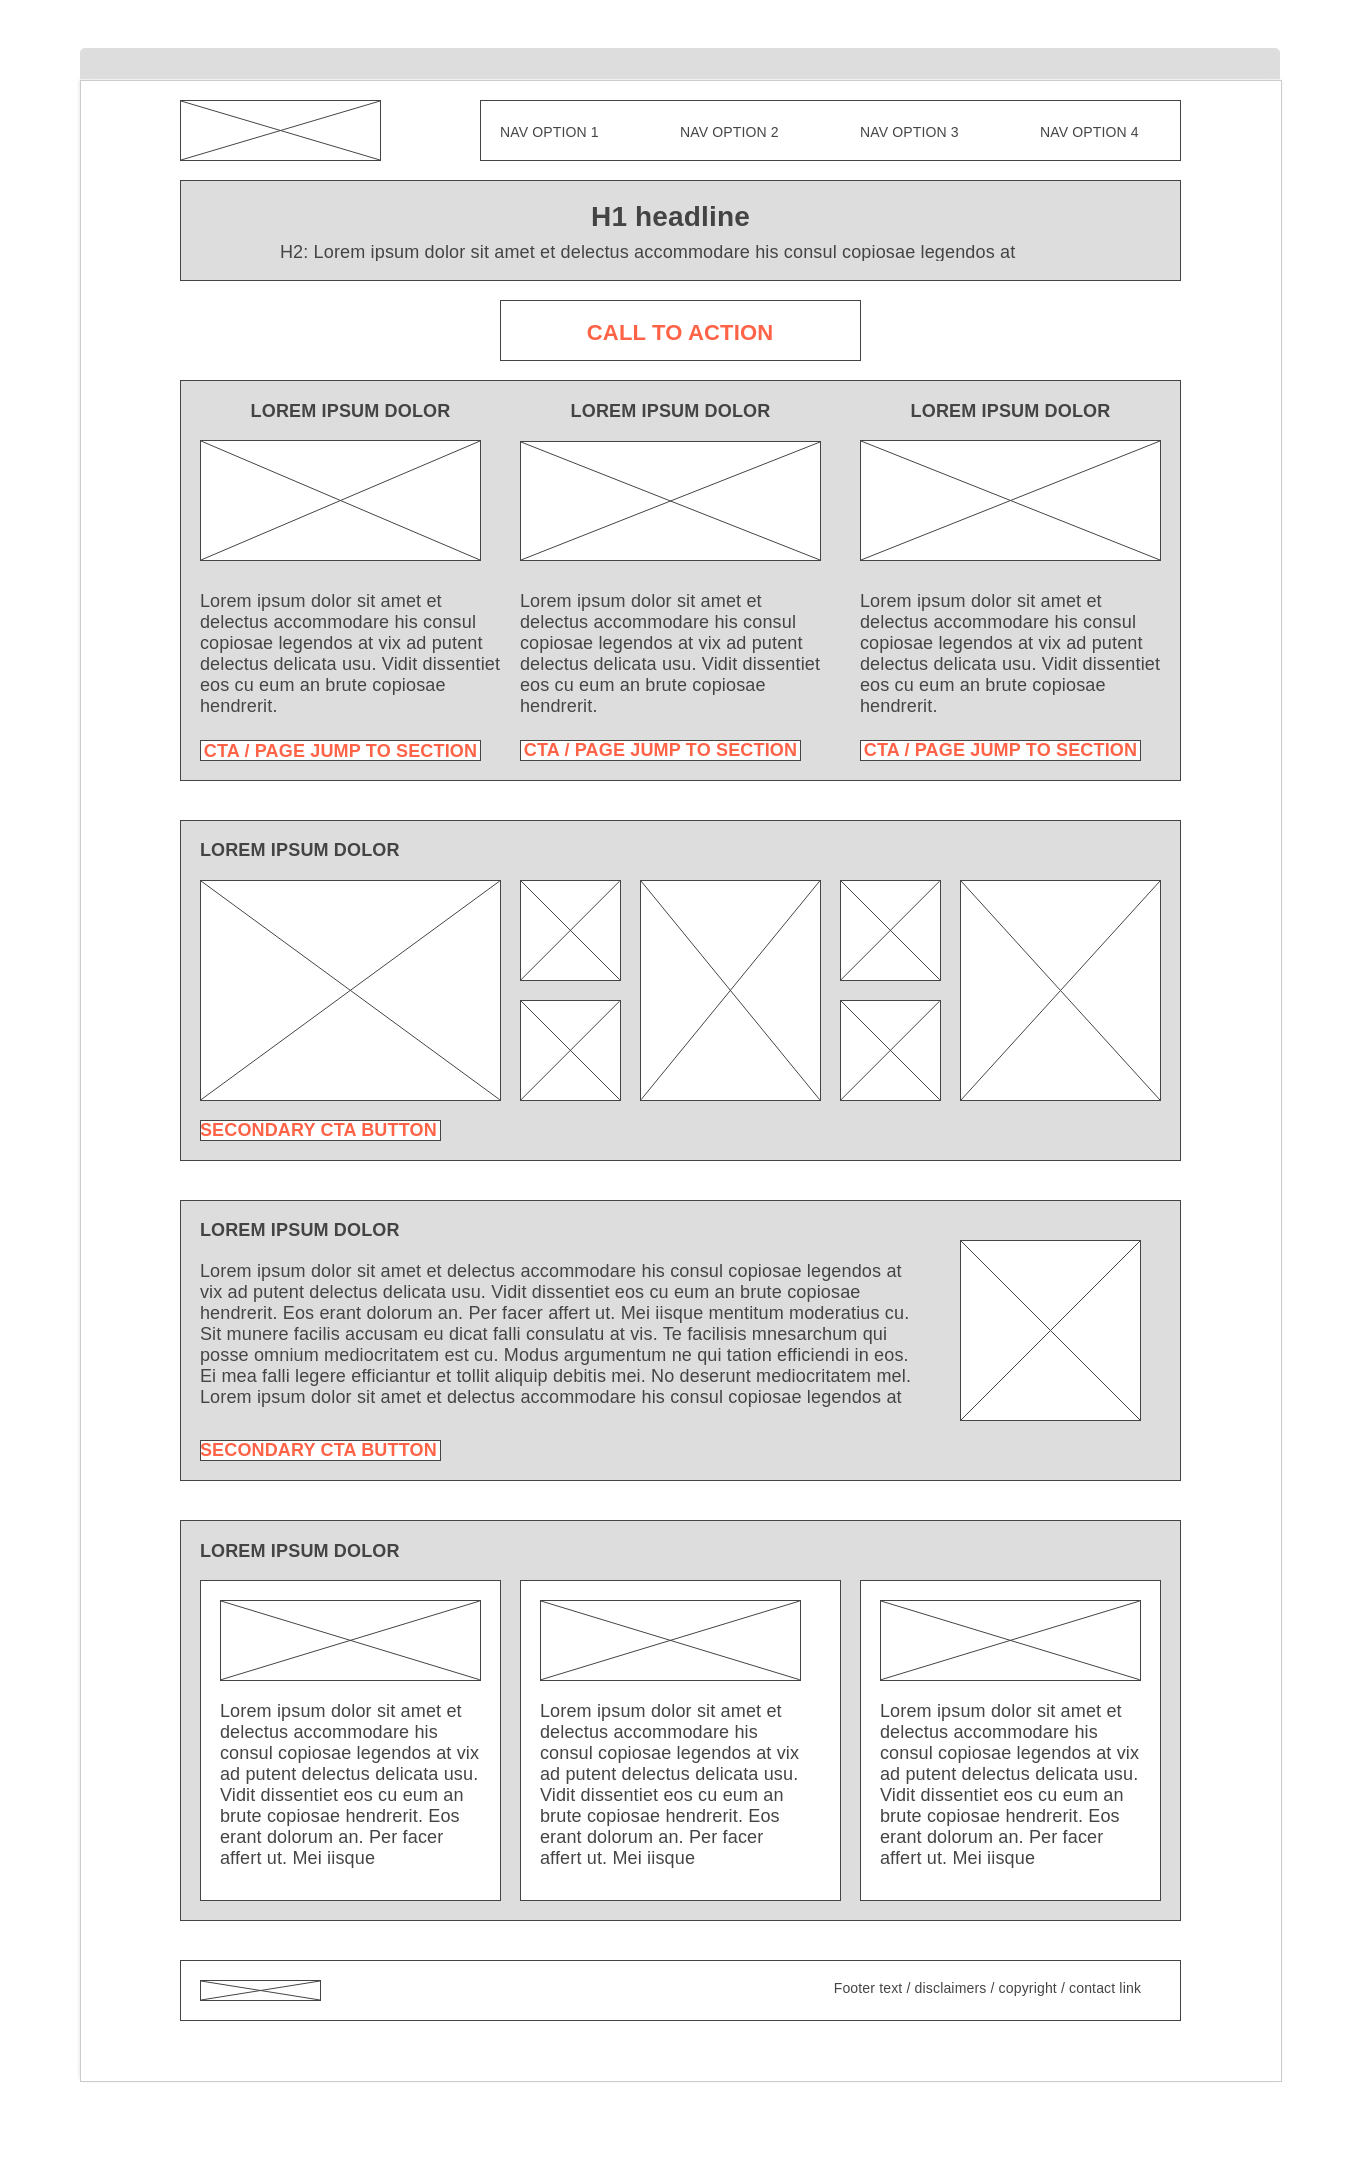 NAV OPTION 1 NAV OPTION 2 NAV OPTION 3 NAV OPTION 4
H1 headline
H2: Lorem ipsum dolor sit amet et delectus accommodare his consul copiosae legendos at
CALL TO ACTION
LOREM IPSUM DOLOR
Lorem ipsum dolor sit amet et
delectus accommodare his consul
copiosae legendos at vix ad putent
delectus delicata usu. Vidit dissentiet
eos cu eum an brute copiosae
hendrerit.
CTA / PAGE JUMP TO SECTION
LOREM IPSUM DOLOR
Lorem ipsum dolor sit amet et
delectus accommodare his consul
copiosae legendos at vix ad putent
delectus delicata usu. Vidit dissentiet
eos cu eum an brute copiosae
hendrerit.
CTA / PAGE JUMP TO SECTION
LOREM IPSUM DOLOR
Lorem ipsum dolor sit amet et
delectus accommodare his consul
copiosae legendos at vix ad putent
delectus delicata usu. Vidit dissentiet
eos cu eum an brute copiosae
hendrerit.
CTA / PAGE JUMP TO SECTION
LOREM IPSUM DOLOR
SECONDARY CTA BUTTON
LOREM IPSUM DOLOR
Lorem ipsum dolor sit amet et delectus accommodare his consul copiosae legendos at
vix ad putent delectus delicata usu. Vidit dissentiet eos cu eum an brute copiosae
hendrerit. Eos erant dolorum an. Per facer affert ut. Mei iisque mentitum moderatius cu.
Sit munere facilis accusam eu dicat falli consulatu at vis. Te facilisis mnesarchum qui
posse omnium mediocritatem est cu. Modus argumentum ne qui tation efficiendi in eos.
Ei mea falli legere efficiantur et tollit aliquip debitis mei. No deserunt mediocritatem mel.
Lorem ipsum dolor sit amet et delectus accommodare his consul copiosae legendos at
SECONDARY CTA BUTTON
LOREM IPSUM DOLOR
Lorem ipsum dolor sit amet et
delectus accommodare his
consul copiosae legendos at vix
ad putent delectus delicata usu.
Vidit dissentiet eos cu eum an
brute copiosae hendrerit. Eos
erant dolorum an. Per facer
affert ut. Mei iisque
Lorem ipsum dolor sit amet et
delectus accommodare his
consul copiosae legendos at vix
ad putent delectus delicata usu.
Vidit dissentiet eos cu eum an
brute copiosae hendrerit. Eos
erant dolorum an. Per facer
affert ut. Mei iisque
Lorem ipsum dolor sit amet et
delectus accommodare his
consul copiosae legendos at vix
ad putent delectus delicata usu.
Vidit dissentiet eos cu eum an
brute copiosae hendrerit. Eos
erant dolorum an. Per facer
affert ut. Mei iisque
Footer text / disclaimers / copyright / contact link